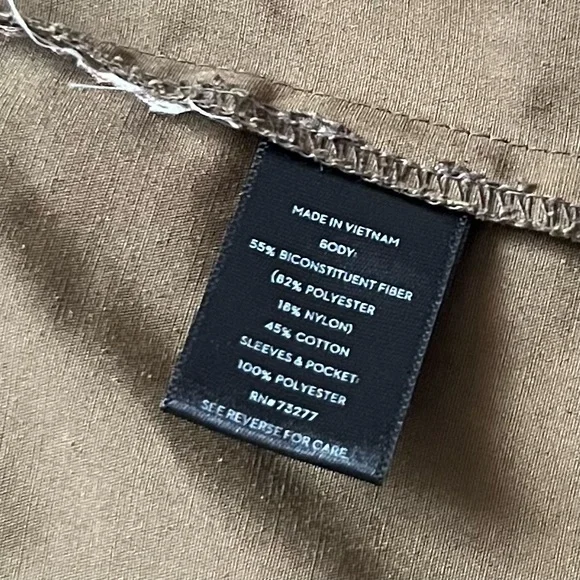 MADE IN VIETNAM
BODY:
55% BICONSTITUENT FIBER
(82% POLYESTER
18% NYLON)
45% COTTON
SLEEVES & POCKET:
100% POLYESTER
RN# 73277
SEE REVERSE FOR CARE